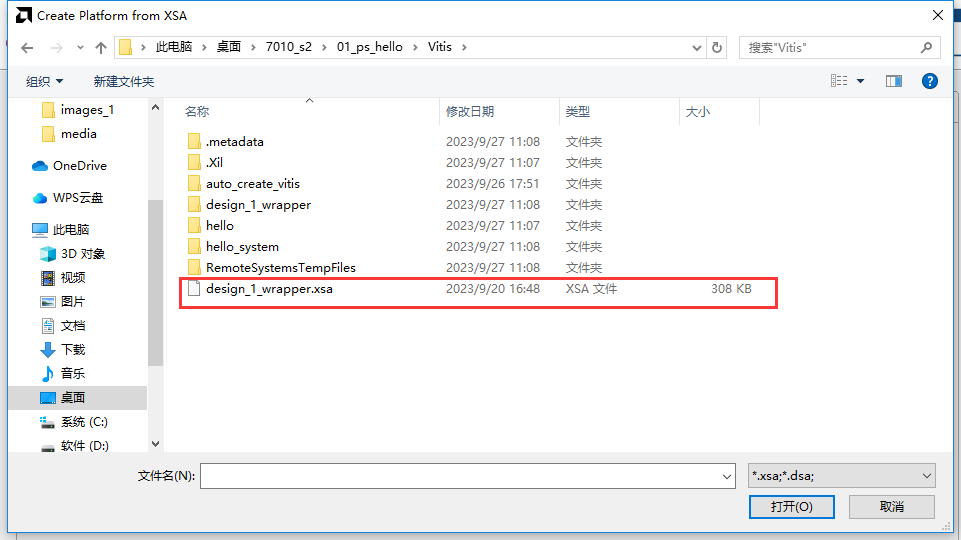 Create Platform from XSA
此电脑 > 桌面 > 7010_s2 > 01_ps_hello > Vitis >
搜索"Vitis"
组织 新建文件夹
images_1
media
OneDrive
WPS云盘
此电脑
3D 对象
视频
图片
文档
下载
音乐
桌面
系统 (C:)
软件 (D:)
名称 修改日期 类型 大小
.metadata 2023/9/27 11:08 文件夹
.Xil 2023/9/27 11:07 文件夹
auto_create_vitis 2023/9/26 17:51 文件夹
design_1_wrapper 2023/9/27 11:08 文件夹
hello 2023/9/27 11:07 文件夹
hello_system 2023/9/27 11:08 文件夹
RemoteSystemsTempFiles 2023/9/27 11:08 文件夹
design_1_wrapper.xsa 2023/9/20 16:48 XSA 文件 308 KB
文件名(N):
*.xsa;*.dsa;
打开(O) 取消